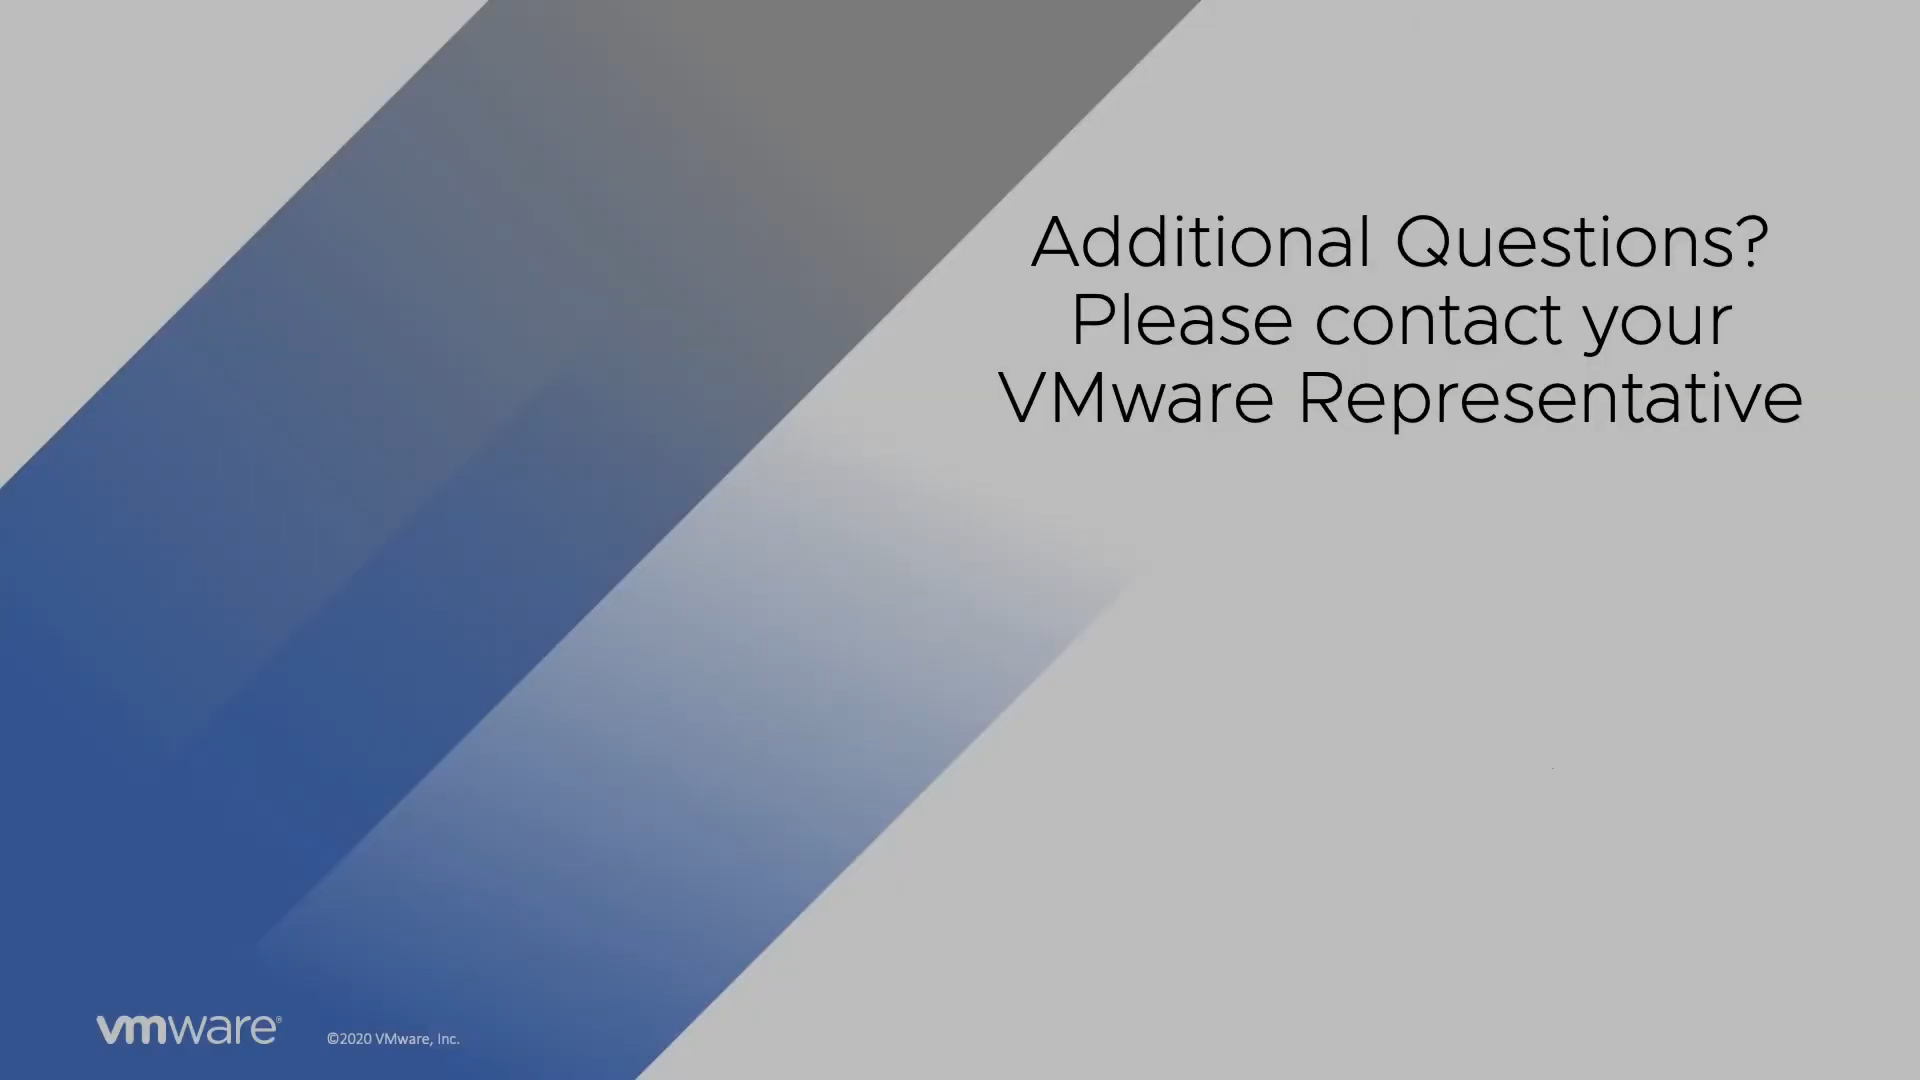 Additional Questions?
Please contact your
VMware Representative
vmware®
©2020 VMware, Inc.